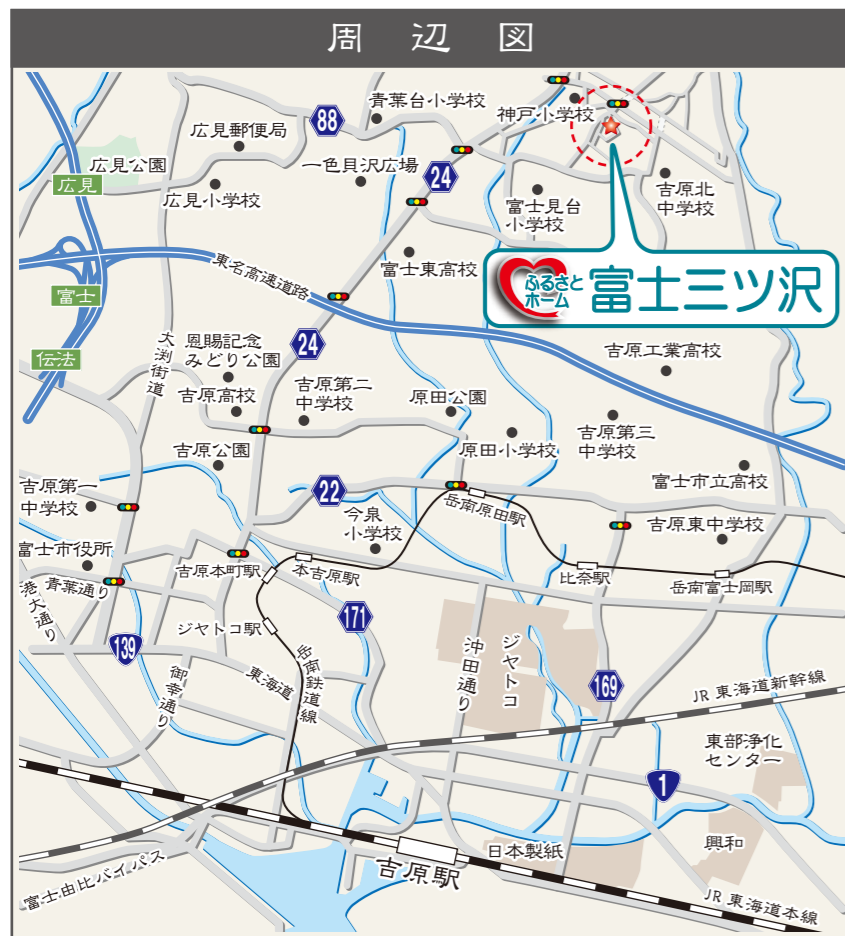 周辺図
青葉台小学校
神戸小学校
88
広見郵便局
広見公園
一色貝沢広場
24
広見
広見小学校
富士見台
小学校
吉原北
中学校
富士東高校
東名高速道路
ふるさと
ホーム
富士三ツ沢
富士
伝法
大渕街道
恩賜記念
みどり公園
24
吉原工業高校
吉原高校
吉原第二
中学校
原田公園
吉原第三
中学校
吉原公園
原田小学校
富士市立高校
吉原第一
中学校
22
岳南原田駅
今泉
小学校
吉原東中学校
富士市役所
吉原本町駅
本吉原駅
比奈駅
岳南富士岡駅
青葉通り
港大通り
ジヤトコ駅
171
139
御幸通り
東海道
岳南鉄道線
沖田通り
ジヤトコ
169
JR 東海道新幹線
東部浄化
センター
1
日本製紙
興和
吉原駅
富士由比バイパス
JR 東海道本線